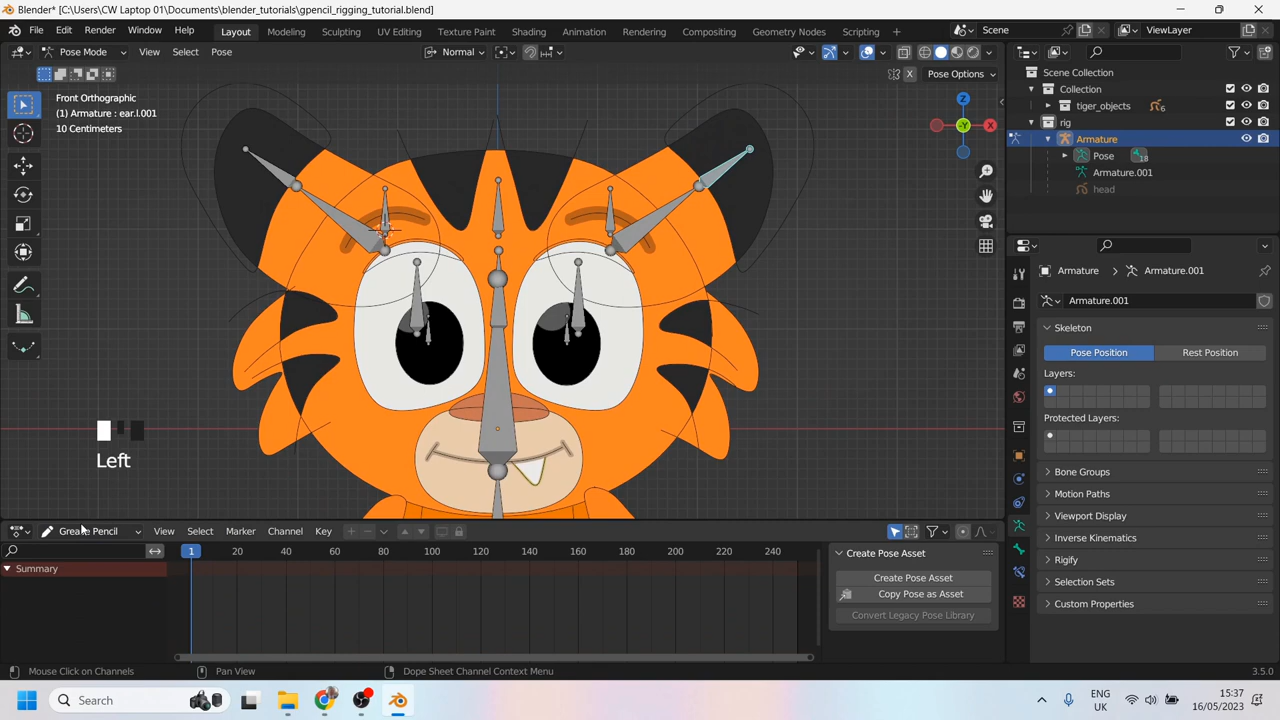 Blender* [C:\Users\CW Laptop 01\Documents\blender_tutorials\gpencil_rigging_tutorial.blend]
File Edit Render Window Help Layout Modeling Sculpting UV Editing Texture Paint Shading Animation Rendering Compositing Geometry Nodes Scripting + Scene ViewLayer
Pose Mode View Select Pose Normal
X Pose Options
Front Orthographic
(1) Armature : ear.l.001
10 Centimeters
Z
-Y
X
Left
Scene Collection
Collection
tiger_objects 6
rig
Armature
Pose 18
Armature.001
head
Armature Armature.001
Armature.001
Skeleton
Pose Position Rest Position
Layers:
Protected Layers:
Bone Groups
Motion Paths
Viewport Display
Inverse Kinematics
Rigify
Selection Sets
Custom Properties
Grease Pencil View Select Marker Channel Key
1 20 40 60 80 100 120 140 160 180 200 220 240
Summary
Create Pose Asset
Create Pose Asset
Copy Pose as Asset
Convert Legacy Pose Library
Mouse Click on Channels Pan View Dope Sheet Channel Context Menu 3.5.0
Search
ENG
UK
15:37
16/05/2023